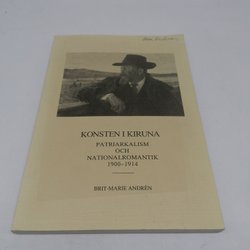 KONSTEN I KIRUNA
PATRIARKALISM
OCH
NATIONALROMANTIK
1900–1914
BRIT-MARIE ANDRÉN